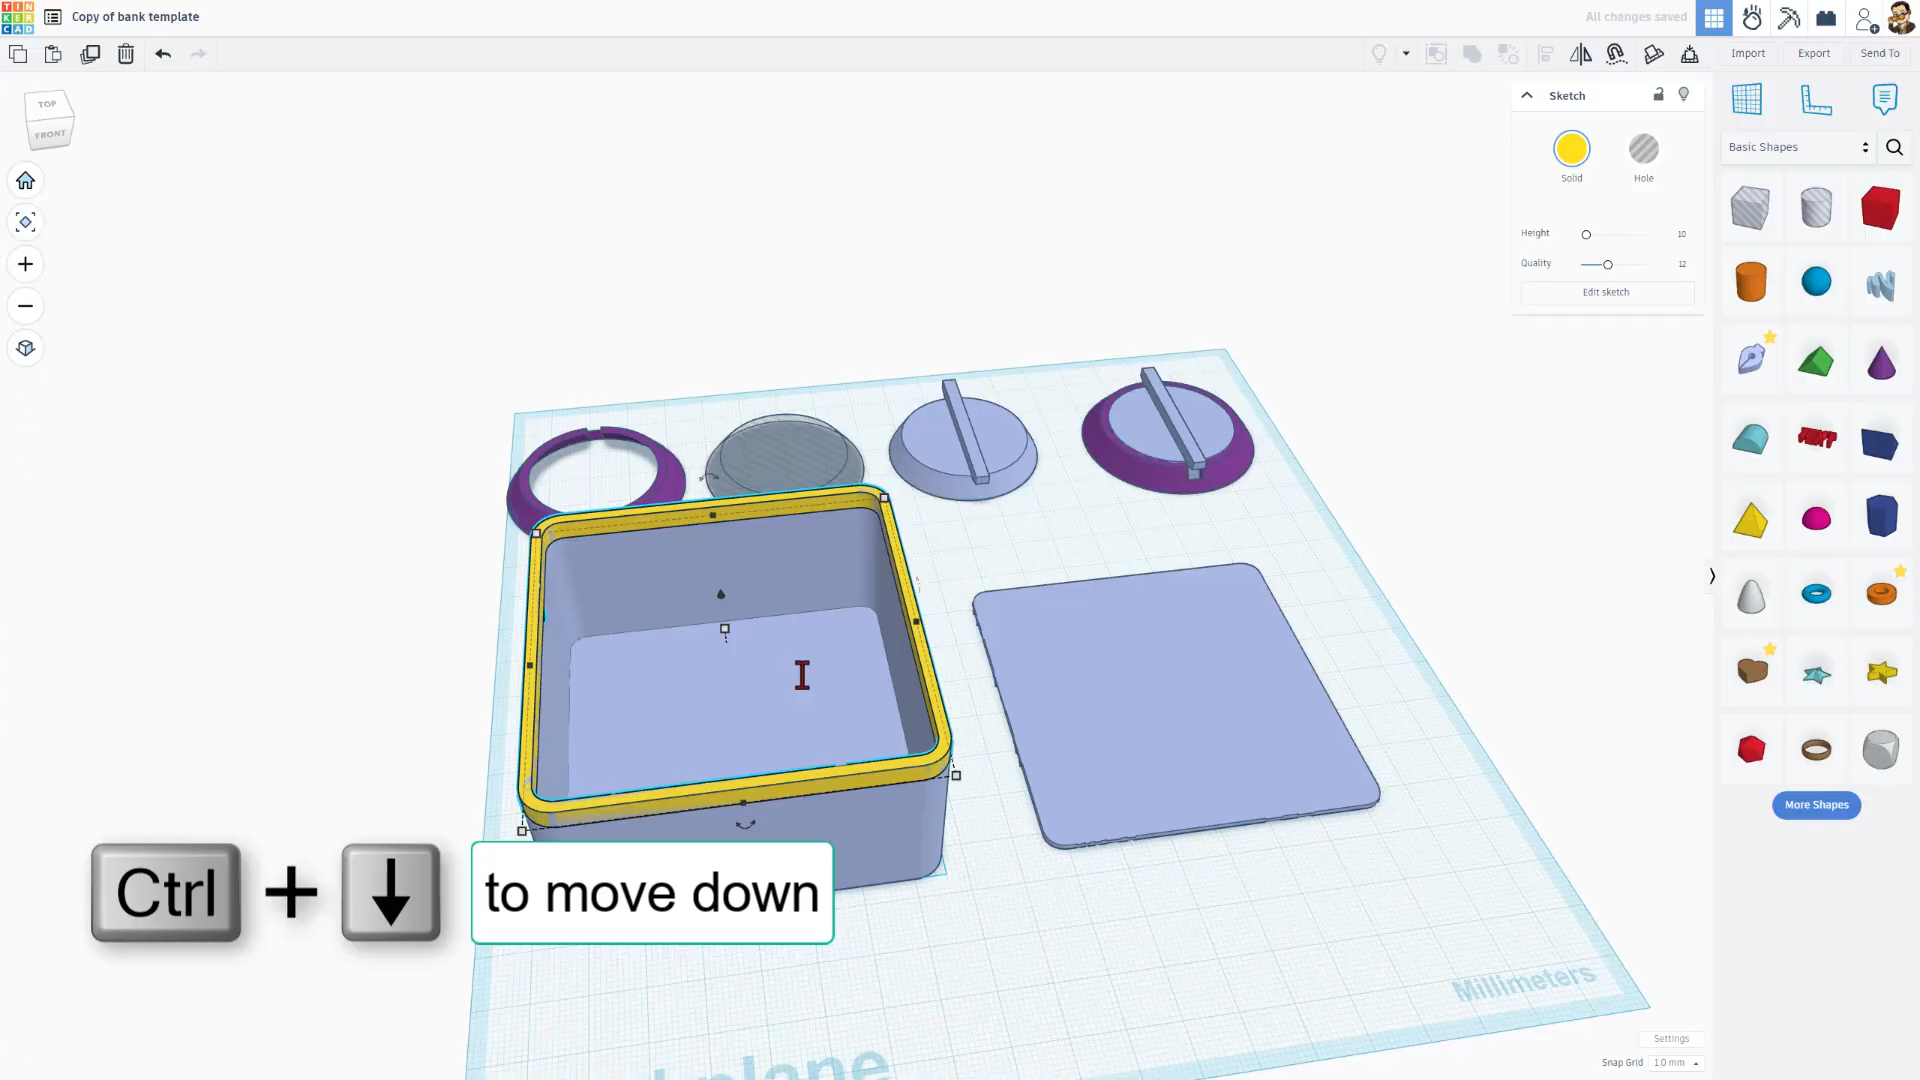 TIN
KER
CAD
Copy of bank template
All changes saved
Import
Export
Send To
TOP
FRONT
Sketch
Solid
Hole
Height
10
Quality
12
Edit sketch
Basic Shapes
More Shapes
Ctrl + ↓ to move down
Millimeters
plane
Settings
Snap Grid
1.0 mm